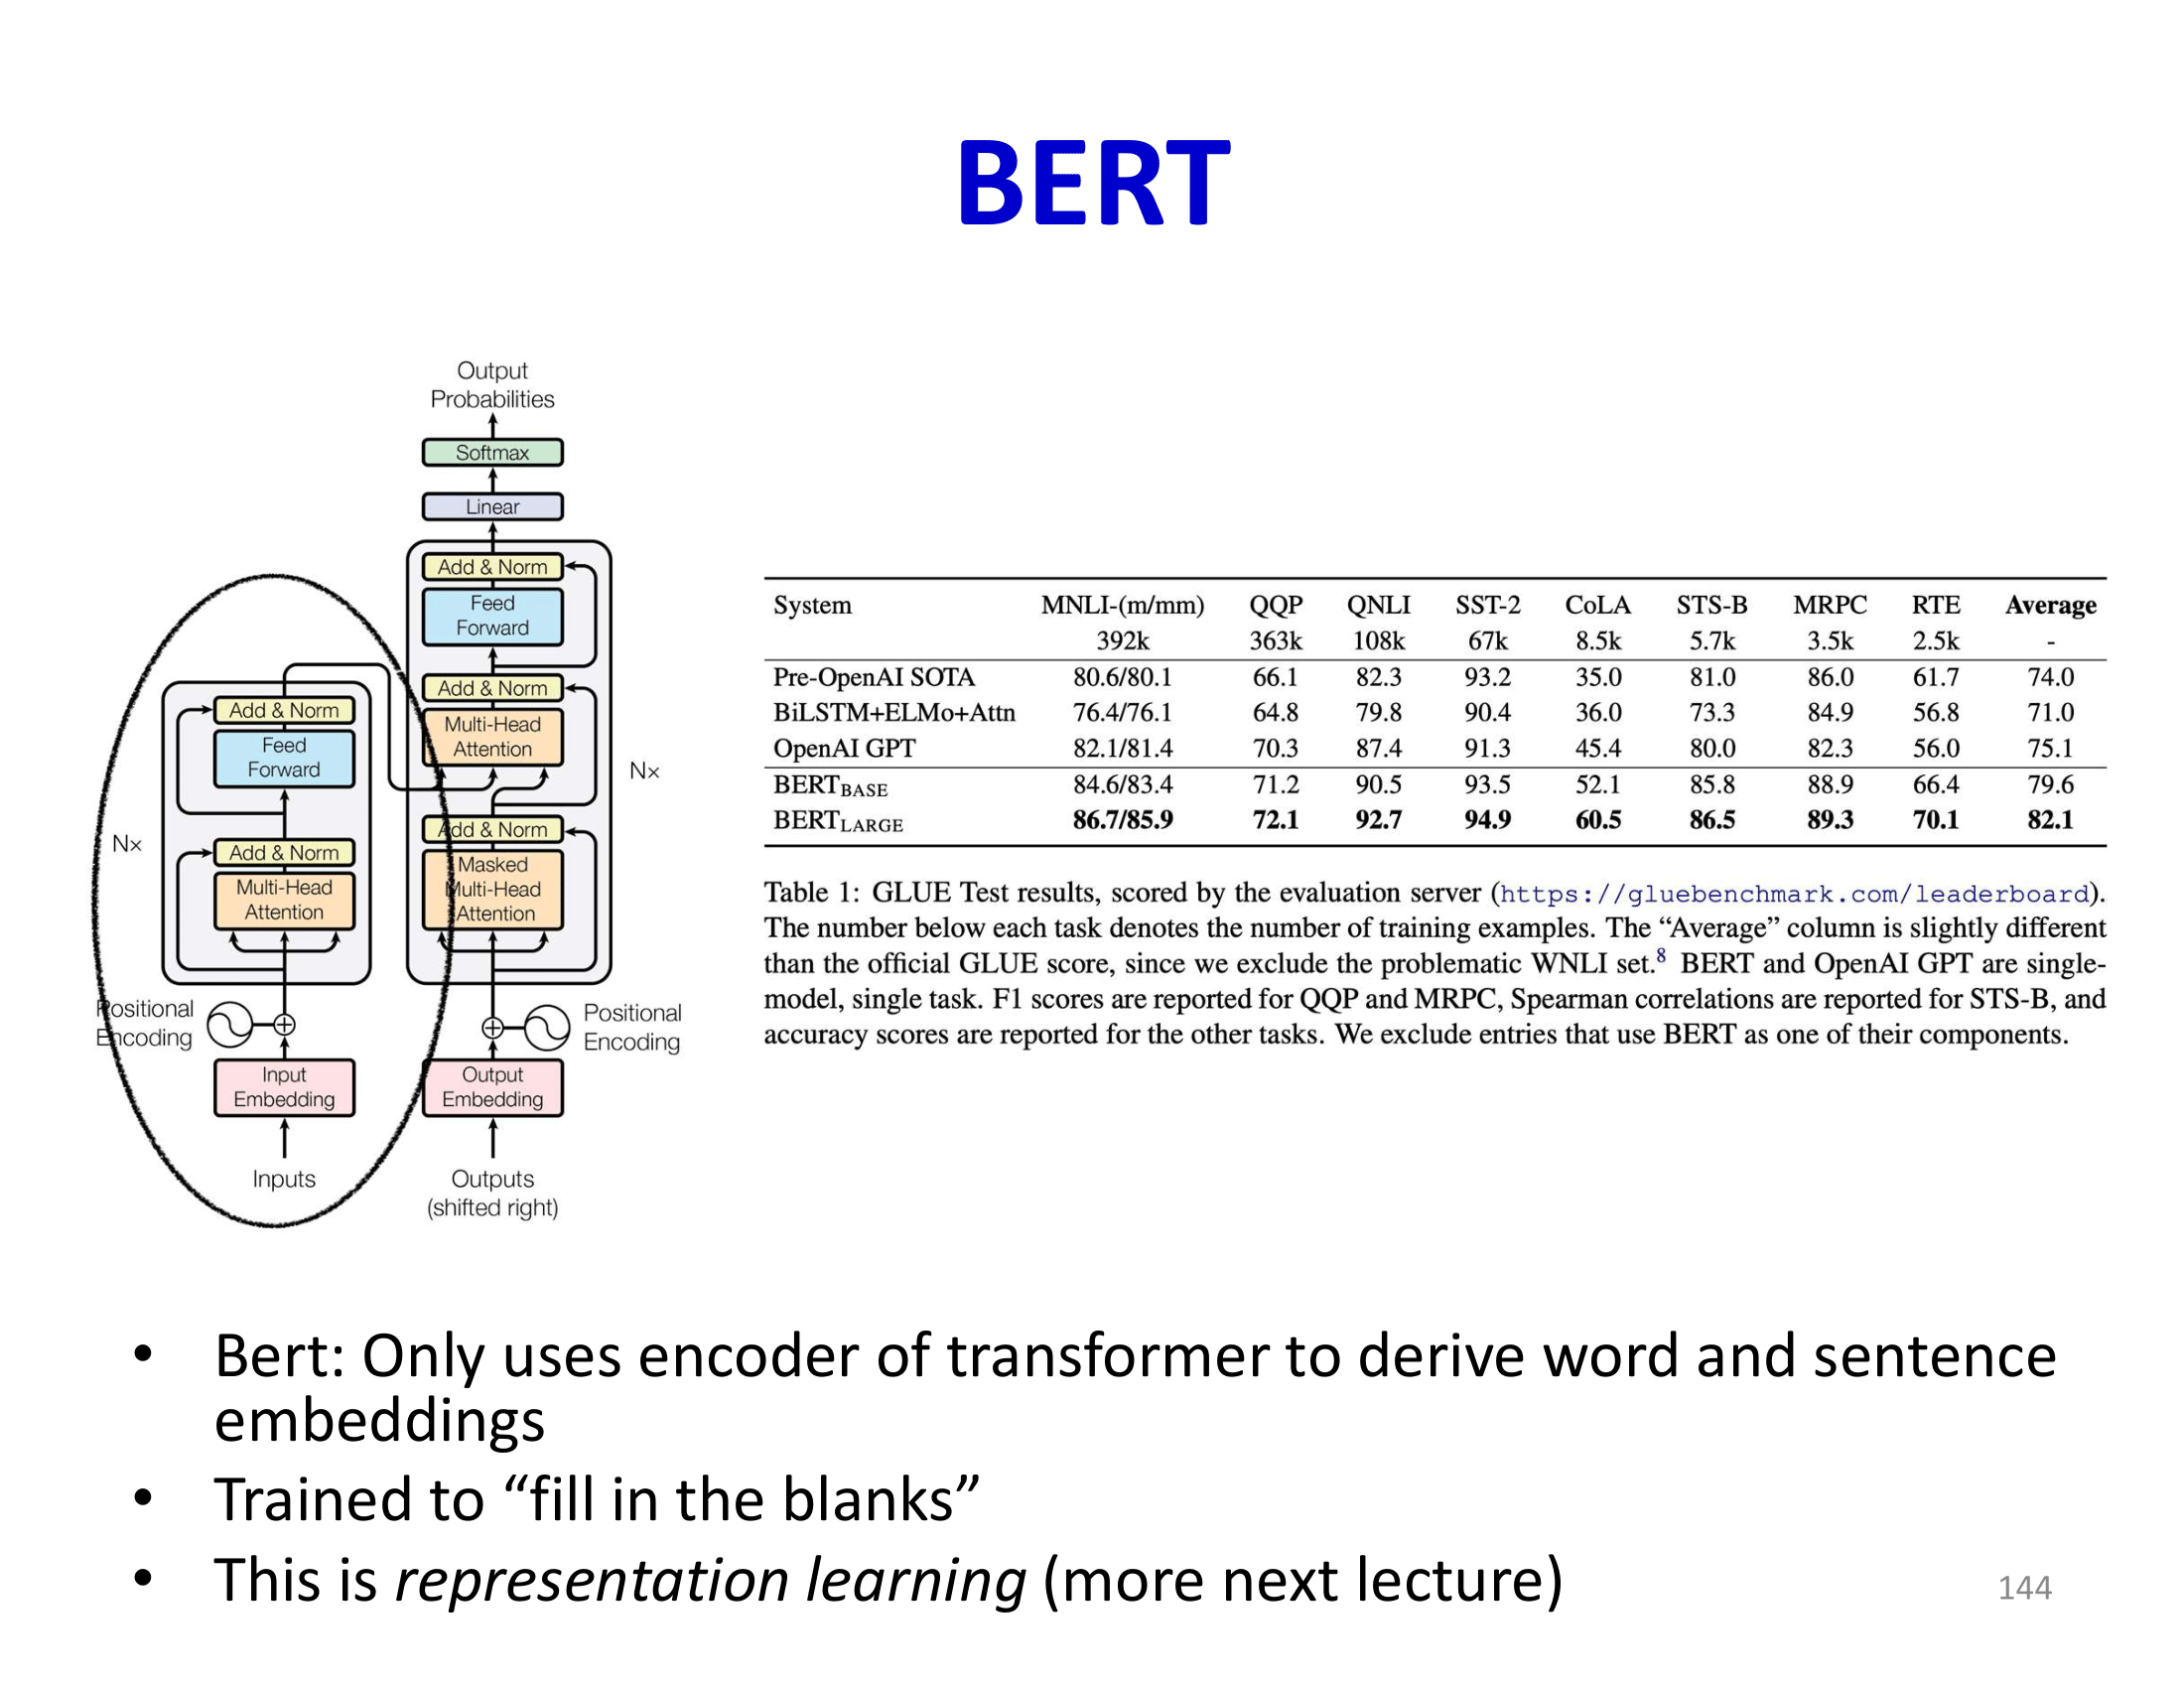 BERT
Output
Probabilities
Softmax
Linear
Add & Norm
Feed
Forward
Add & Norm
Multi-Head
Attention
Nx
Add & Norm
Masked
Multi-Head
Attention
Add & Norm
Feed
Forward
Nx
Add & Norm
Multi-Head
Attention
Positional
Encoding
Positional
Encoding
Input
Embedding
Output
Embedding
Inputs
Outputs
(shifted right)
System MNLI-(m/mm) QQP QNLI SST-2 CoLA STS-B MRPC RTE Average
392k 363k 108k 67k 8.5k 5.7k 3.5k 2.5k -
Pre-OpenAI SOTA 80.6/80.1 66.1 82.3 93.2 35.0 81.0 86.0 61.7 74.0
BiLSTM+ELMo+Attn 76.4/76.1 64.8 79.8 90.4 36.0 73.3 84.9 56.8 71.0
OpenAI GPT 82.1/81.4 70.3 87.4 91.3 45.4 80.0 82.3 56.0 75.1
BERTBASE 84.6/83.4 71.2 90.5 93.5 52.1 85.8 88.9 66.4 79.6
BERTLARGE 86.7/85.9 72.1 92.7 94.9 60.5 86.5 89.3 70.1 82.1
Table 1: GLUE Test results, scored by the evaluation server (https://gluebenchmark.com/leaderboard).
The number below each task denotes the number of training examples. The “Average” column is slightly different
than the official GLUE score, since we exclude the problematic WNLI set.8 BERT and OpenAI GPT are single-
model, single task. F1 scores are reported for QQP and MRPC, Spearman correlations are reported for STS-B, and
accuracy scores are reported for the other tasks. We exclude entries that use BERT as one of their components.
• Bert: Only uses encoder of transformer to derive word and sentence
embeddings
• Trained to “fill in the blanks”
• This is representation learning (more next lecture)
144